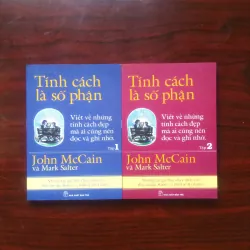 Tính cách
là số phận
Viết về những
tính cách đẹp
mà ai cũng nên
đọc và ghi nhớ.
Tập 1
John McCain
và Mark Salter
Tính cách
là số phận
Viết về những
tính cách đẹp
mà ai cũng nên
đọc và ghi nhớ.
Tập 2
John McCain
và Mark Salter